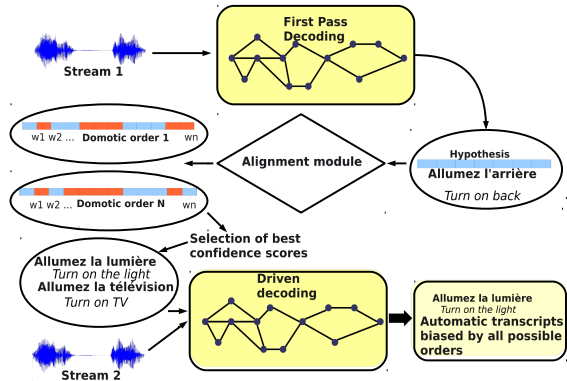 First Pass
Decoding
Stream 1
w1 w2 ... Domotic order 1 wn
Alignment module
Hypothesis
Allumez l'arrière
Turn on back
w1 w2 ... Domotic order N wn
Selection of best
confidence scores
Allumez la lumière
Turn on the light
Allumez la télévision
Turn on TV
Driven
decoding
Allumez la lumière
Turn on the light
Automatic transcripts
biased by all possible
orders
Stream 2